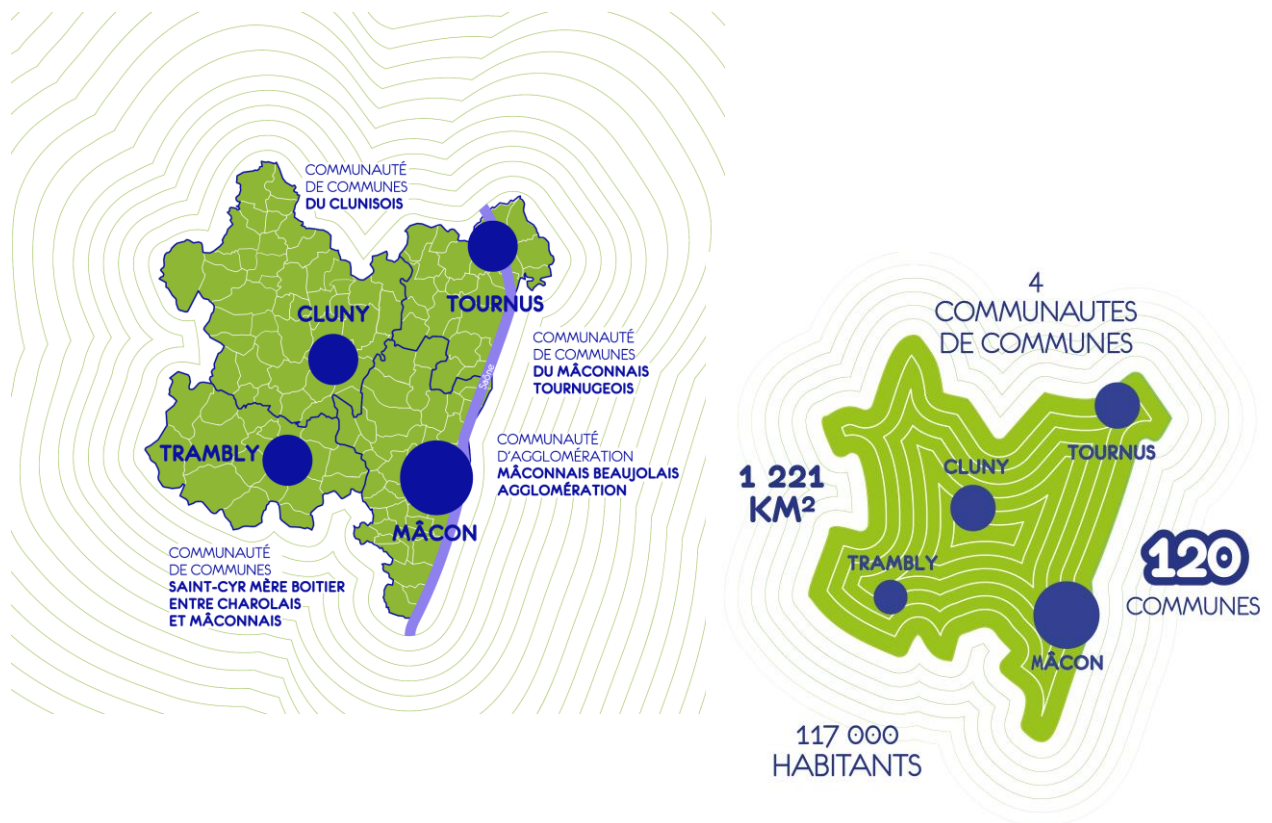 COMMUNAUTÉ
DE COMMUNES
DU CLUNISOIS
CLUNY
TOURNUS
COMMUNAUTÉ
DE COMMUNES
DU MÂCONNAIS
TOURNUGEOIS
Saône
TRAMBLY
COMMUNAUTÉ
D'AGGLOMÉRATION
MÂCONNAIS BEAUJOLAIS
AGGLOMÉRATION
MÂCON
COMMUNAUTÉ
DE COMMUNES
SAINT-CYR MÈRE BOITIER
ENTRE CHAROLAIS
ET MÂCONNAIS
4
COMMUNAUTES
DE COMMUNES
TOURNUS
CLUNY
1 221
KM²
TRAMBLY
120
COMMUNES
MÂCON
117 000
HABITANTS